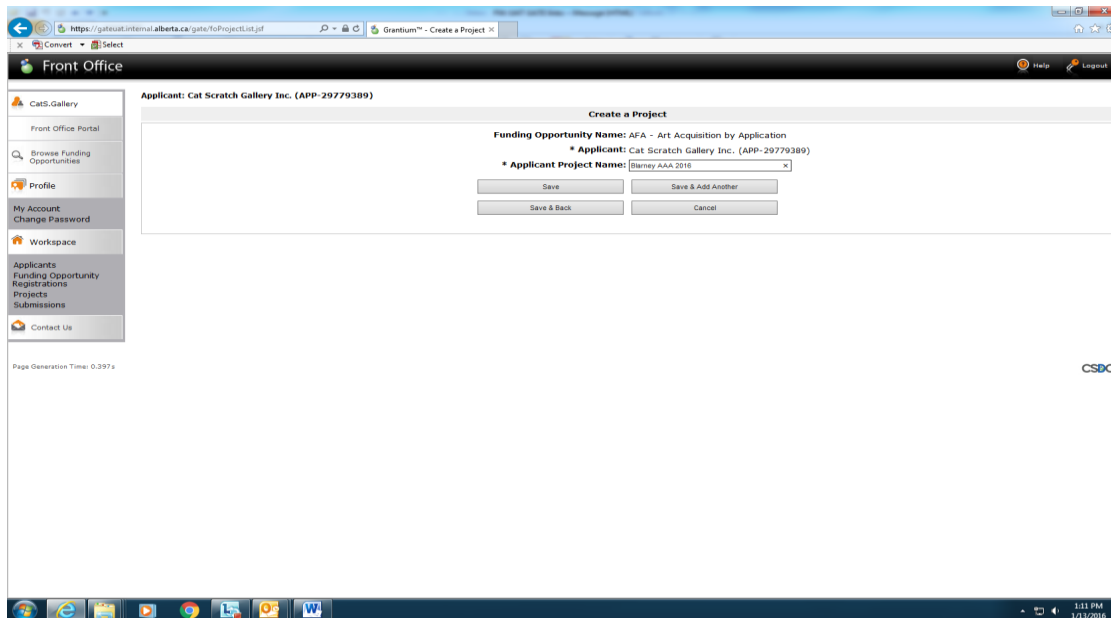 https://gateuat.internal.alberta.ca/gate/foProjectList.jsf
Grantium™ - Create a Project ×
x Convert Select
Front Office Help Logout
CatS.Gallery
Front Office Portal
Browse Funding
Opportunities
Profile
My Account
Change Password
Workspace
Applicants
Funding Opportunity
Registrations
Projects
Submissions
Contact Us
Page Generation Time: 0.397s
Applicant: Cat Scratch Gallery Inc. (APP-29779389)
Create a Project
Funding Opportunity Name: AFA - Art Acquisition by Application
* Applicant: Cat Scratch Gallery Inc. (APP-29779389)
* Applicant Project Name: Blarney AAA 2016 ×
Save Save & Add Another
Save & Back Cancel
CSDC
1:11 PM
1/13/2016